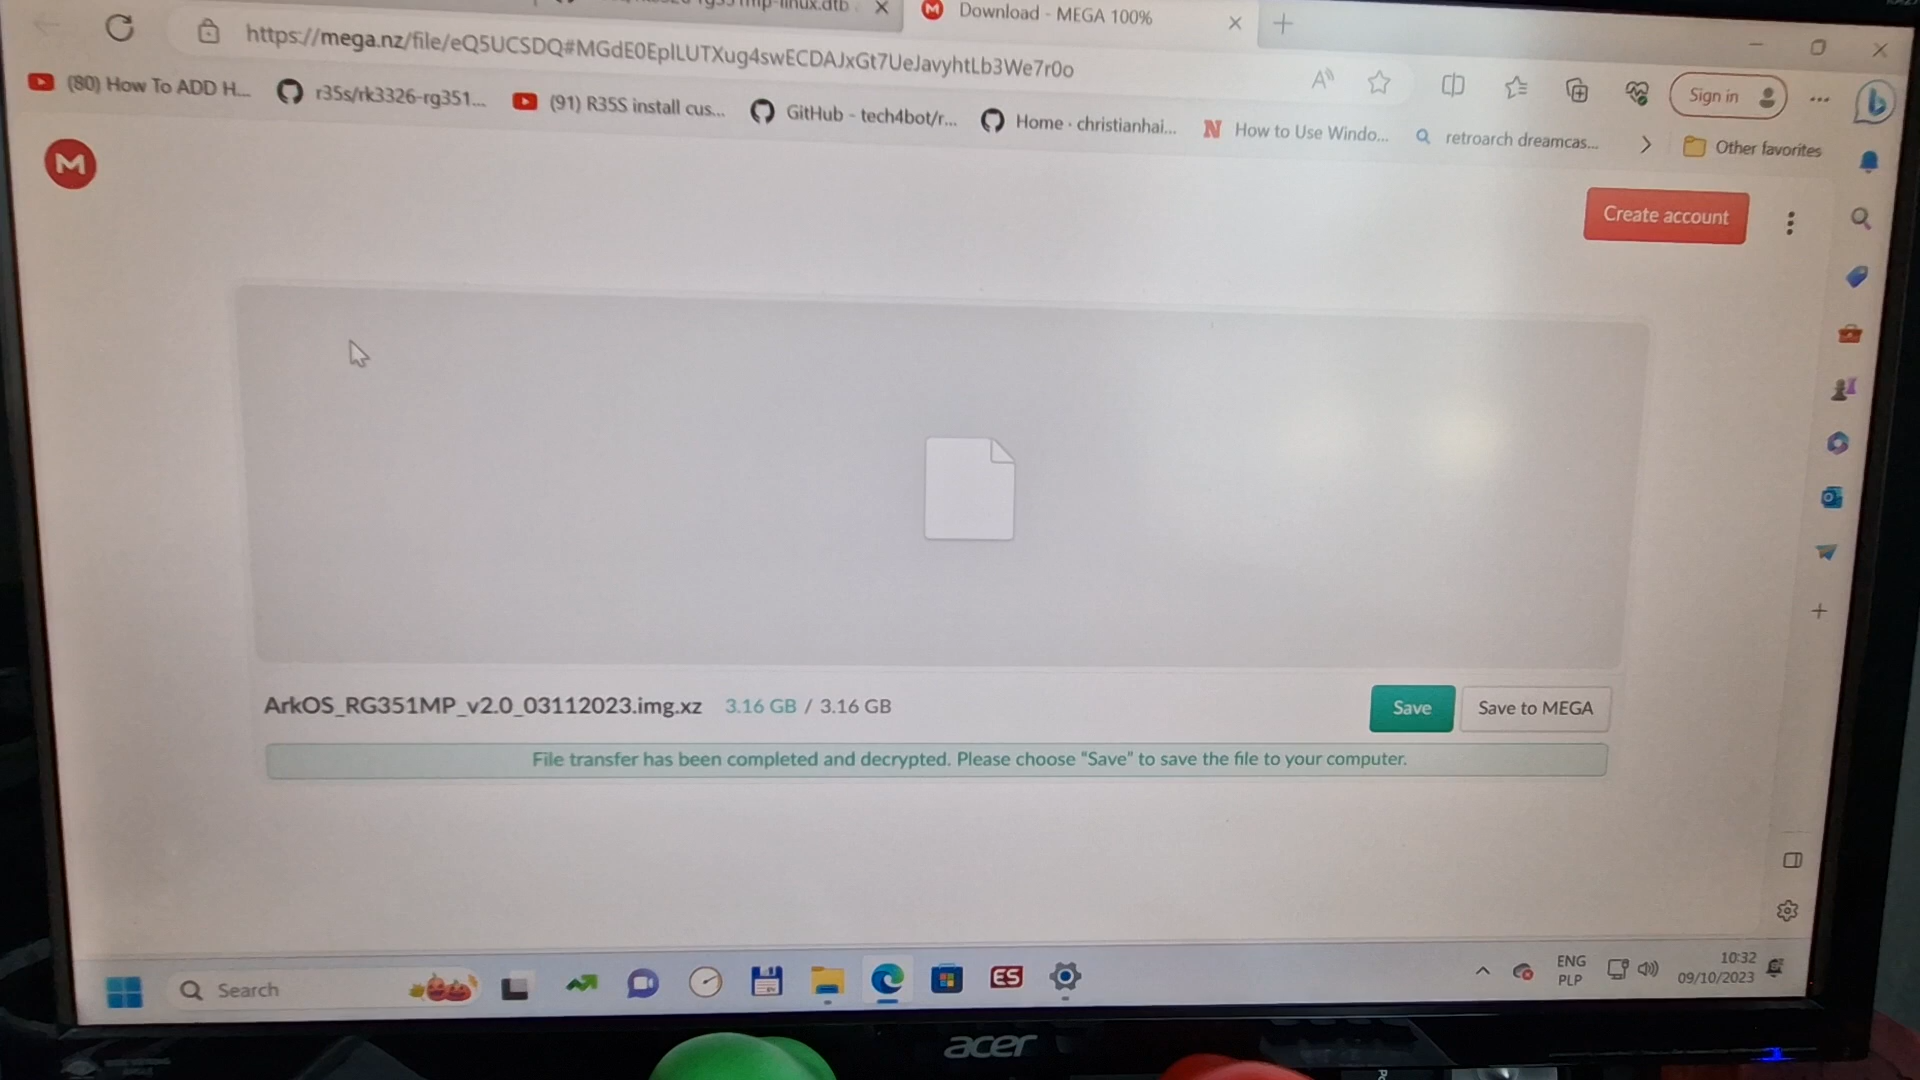 Download - MEGA 100%
https://mega.nz/file/eQ5UCSDQ#MGdE0EplLUTXug4swECDAJxGt7UeJavyhtLb3We7r0o
Sign in
(80) How To ADD H...
r35s/rk3326-rg351...
(91) R35S install cus...
GitHub - tech4bot/r...
Home · christianhai...
N How to Use Windo...
retroarch dreamcas...
Other favorites
M
Create account
ArkOS_RG351MP_v2.0_03112023.img.xz 3.16 GB / 3.16 GB
Save
Save to MEGA
File transfer has been completed and decrypted. Please choose "Save" to save the file to your computer.
Search
ES
ENG
PLP
10:32
09/10/2023
acer